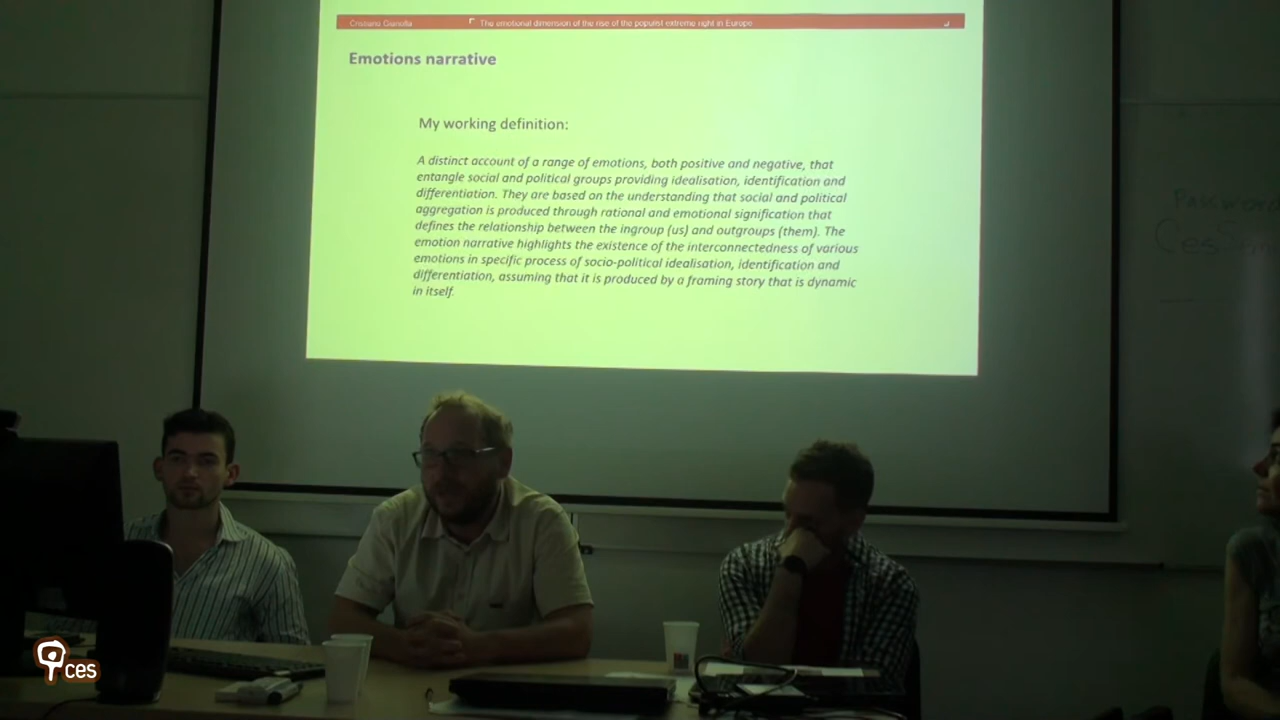 Cristiano Gianolla
The emotional dimension of the rise of the populist extreme right in Europe
Emotions narrative
My working definition:
A distinct account of a range of emotions, both positive and negative, that
entangle social and political groups providing idealisation, identification and
differentiation. They are based on the understanding that social and political
aggregation is produced through rational and emotional signification that
defines the relationship between the ingroup (us) and outgroups (them). The
emotion narrative highlights the existence of the interconnectedness of various
emotions in specific process of socio-political idealisation, identification and
differentiation, assuming that it is produced by a framing story that is dynamic
in itself.
ces